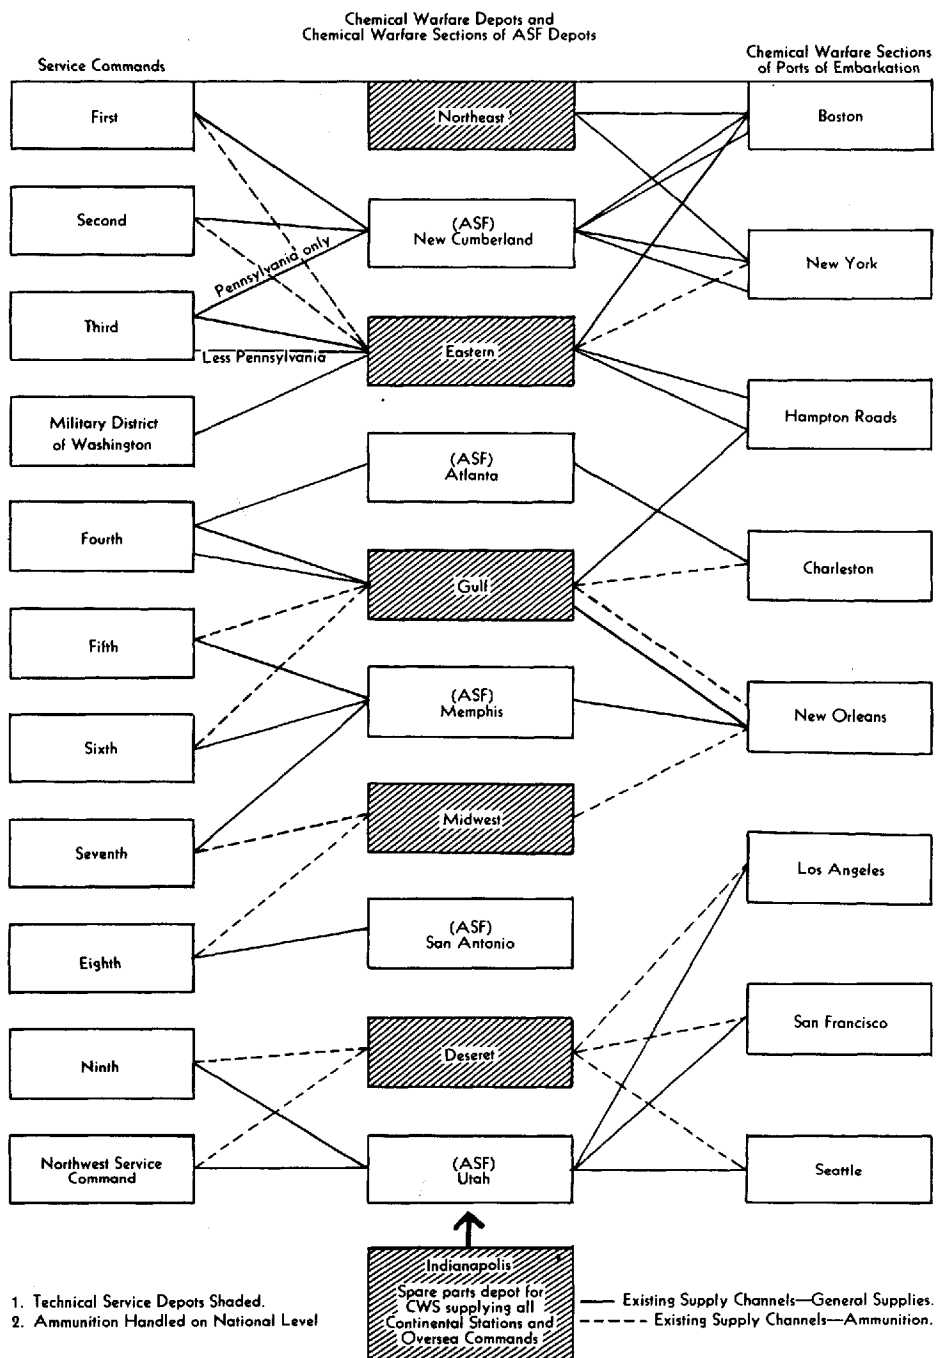 Chemical Warfare Depots and
Chemical Warfare Sections of ASF Depots
Service Commands
Chemical Warfare Sections
of Ports of Embarkation
First
Northeast
Boston
Second
(ASF)
New Cumberland
New York
Pennsylvania only
Third
Less Pennsylvania
Eastern
Hampton Roads
Military District
of Washington
(ASF)
Atlanta
Fourth
Charleston
Gulf
Fifth
(ASF)
Memphis
New Orleans
Sixth
Midwest
Seventh
Los Angeles
(ASF)
San Antonio
Eighth
San Francisco
Deseret
Ninth
Northwest Service
Command
(ASF)
Utah
Seattle
Indianapolis
Spare parts depot for
CWS supplying all
Continental Stations and
Oversea Commands
1. Technical Service Depots Shaded.
2. Ammunition Handled on National Level
Existing Supply Channels—General Supplies.
Existing Supply Channels—Ammunition.